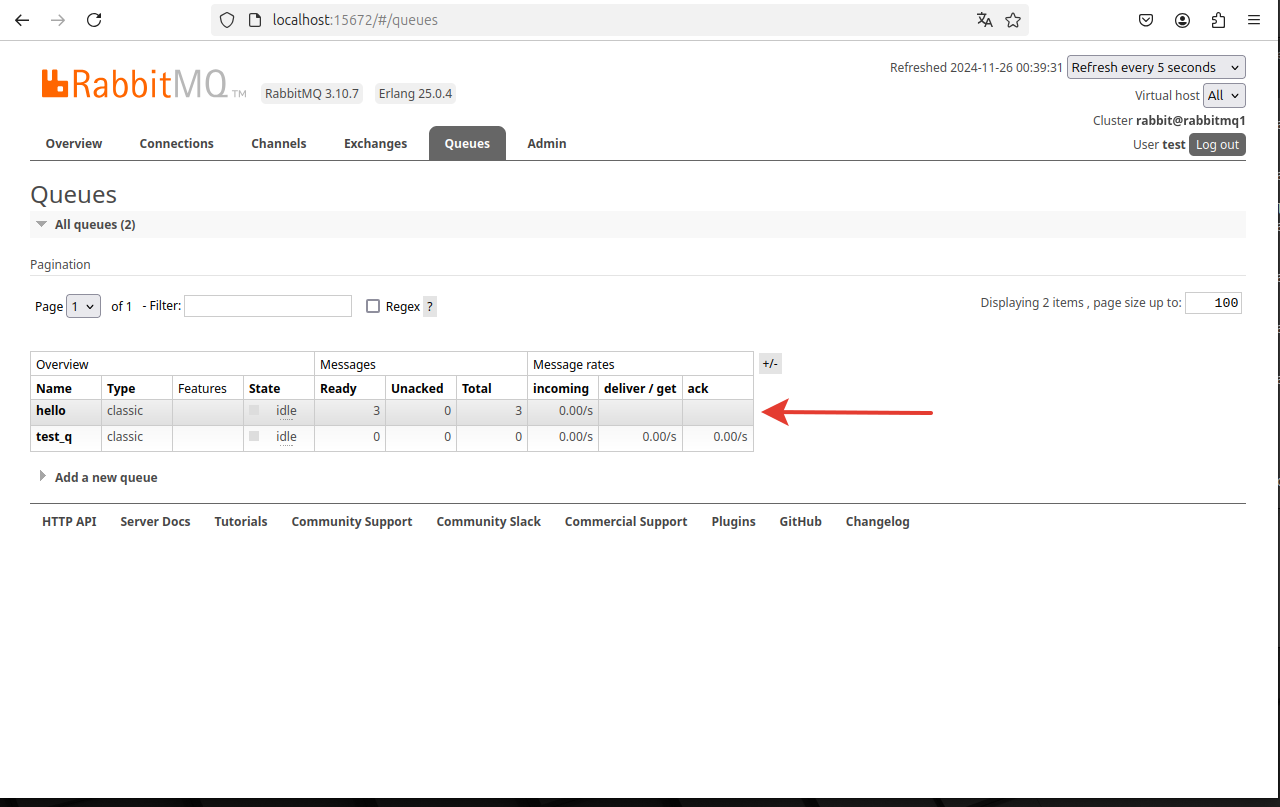 localhost:15672/#/queues
RabbitMQ TM RabbitMQ 3.10.7 Erlang 25.0.4
Refreshed 2024-11-26 00:39:31 Refresh every 5 seconds
Virtual host All
Cluster rabbit@rabbitmq1
User test Log out
Overview Connections Channels Exchanges Queues Admin
Queues
All queues (2)
Pagination
Page 1 of 1 - Filter: Regex ? Displaying 2 items , page size up to: 100
Overview Messages Message rates +/-
Name Type Features State Ready Unacked Total incoming deliver / get ack
hello classic idle 3 0 3 0.00/s
test_q classic idle 0 0 0 0.00/s 0.00/s 0.00/s
Add a new queue
HTTP API Server Docs Tutorials Community Support Community Slack Commercial Support Plugins GitHub Changelog